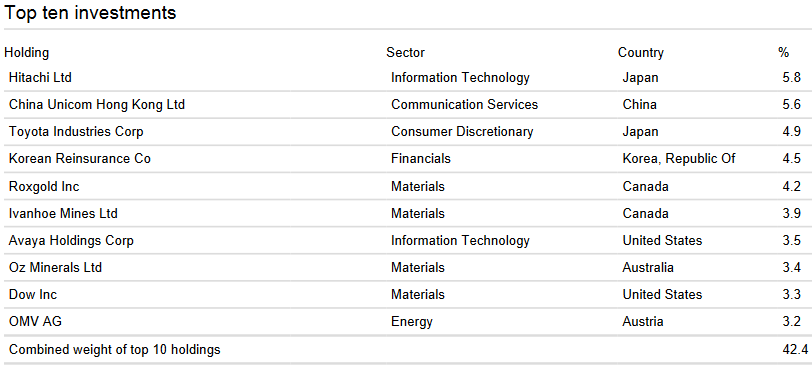 Top ten investments
Holding Sector Country %
Hitachi Ltd Information Technology Japan 5.8
China Unicom Hong Kong Ltd Communication Services China 5.6
Toyota Industries Corp Consumer Discretionary Japan 4.9
Korean Reinsurance Co Financials Korea, Republic Of 4.5
Roxgold Inc Materials Canada 4.2
Ivanhoe Mines Ltd Materials Canada 3.9
Avaya Holdings Corp Information Technology United States 3.5
Oz Minerals Ltd Materials Australia 3.4
Dow Inc Materials United States 3.3
OMV AG Energy Austria 3.2
Combined weight of top 10 holdings 42.4